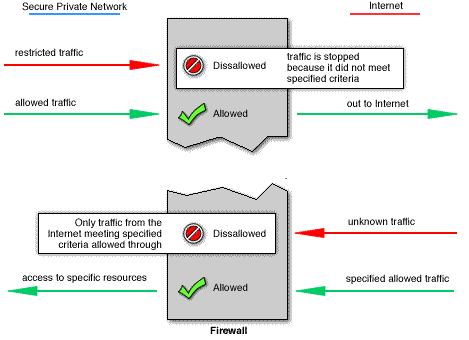 Secure Private Network
Internet
restricted traffic
Dissallowed
traffic is stopped
because it did not meet
specified criteria
allowed traffic
Allowed
out to Internet
Only traffic from the
Internet meeting specified
criteria allowed through
Dissallowed
unknown traffic
access to specific resources
Allowed
specified allowed traffic
Firewall